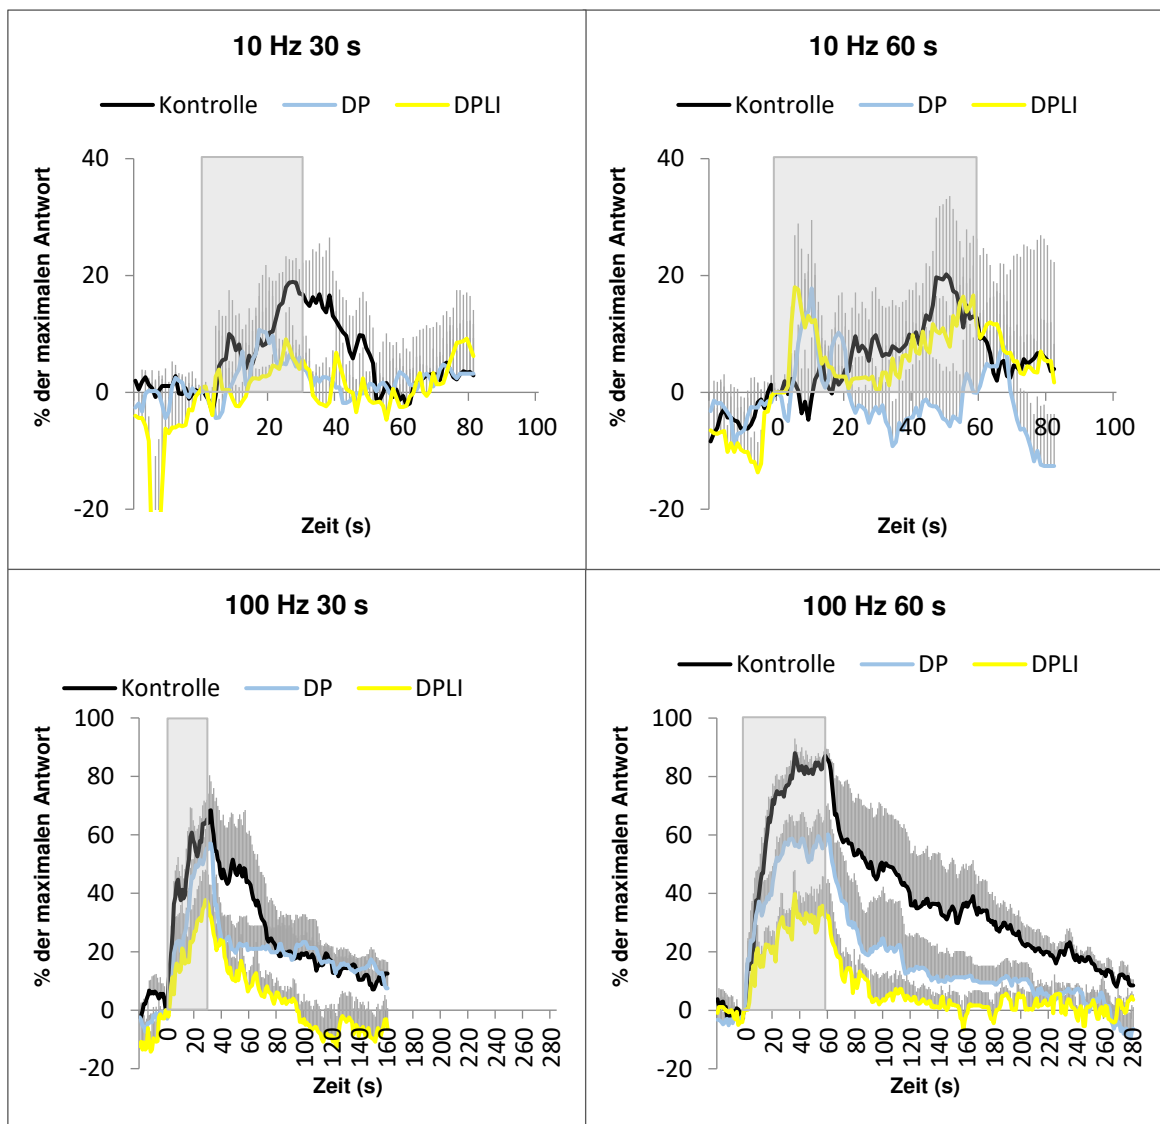 10 Hz 30 s
Kontrolle DP DPLI
% der maximalen Antwort
40
20
0
-20
0 20 40 60 80 100
Zeit (s)
10 Hz 60 s
Kontrolle DP DPLI
% der maximalen Antwort
40
20
0
-20
0 20 40 60 80 100
Zeit (s)
100 Hz 30 s
Kontrolle DP DPLI
% der maximalen Antwort
100
80
60
40
20
0
-20
0 20 40 60 80 100 120 140 160 180 200 220 240 260 280
Zeit (s)
100 Hz 60 s
Kontrolle DP DPLI
% der maximalen Antwort
100
80
60
40
20
0
-20
0 20 40 60 80 100 120 140 160 180 200 220 240 260 280
Zeit (s)